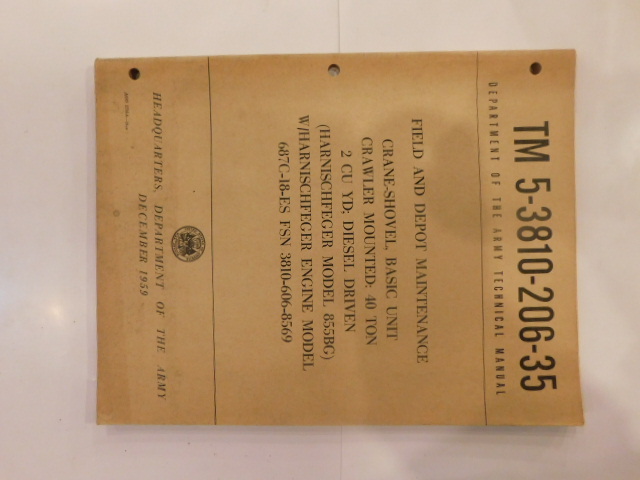 TM 5-3810-206-35
DEPARTMENT OF THE ARMY TECHNICAL MANUAL
FIELD AND DEPOT MAINTENANCE
CRANE-SHOVEL, BASIC UNIT
CRAWLER MOUNTED: 40 TON
2 CU YD; DIESEL DRIVEN
(HARNISCHFEGER MODEL 855BG)
W/HARNISCHFEGER ENGINE MODEL
687C-18-ES FSN 3810-606-8569
HEADQUARTERS, DEPARTMENT OF THE ARMY
DECEMBER 1959